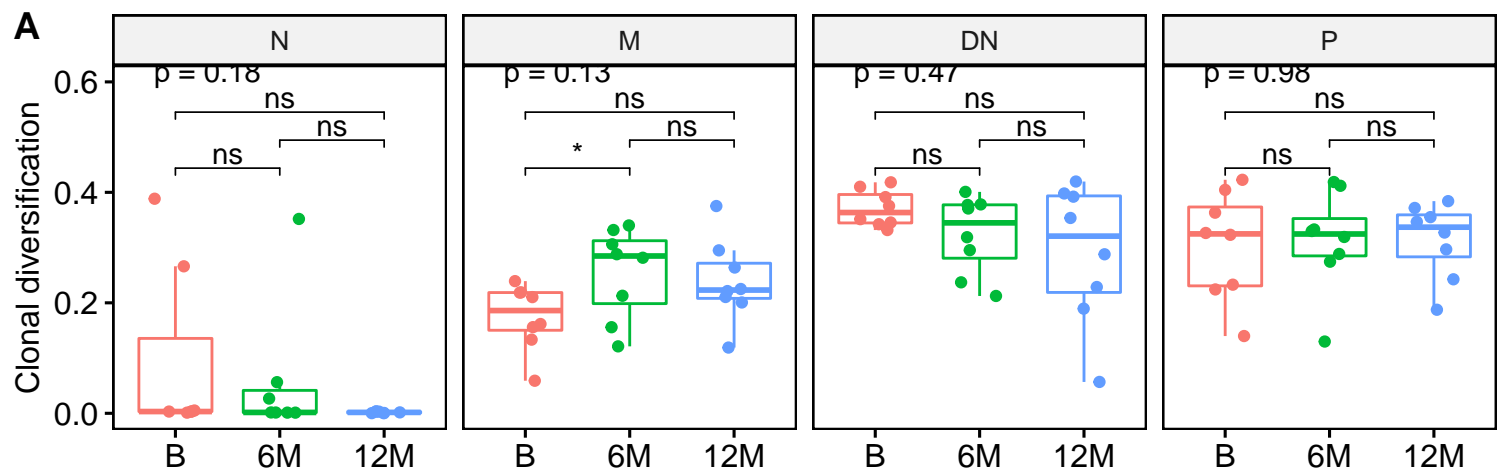 A
N M DN P
p = 0.18 p = 0.13 p = 0.47 p = 0.98
ns ns ns ns
ns ns ns ns
ns * ns ns
Clonal diversification
0.6
0.4
0.2
0.0
B 6M 12M B 6M 12M B 6M 12M B 6M 12M